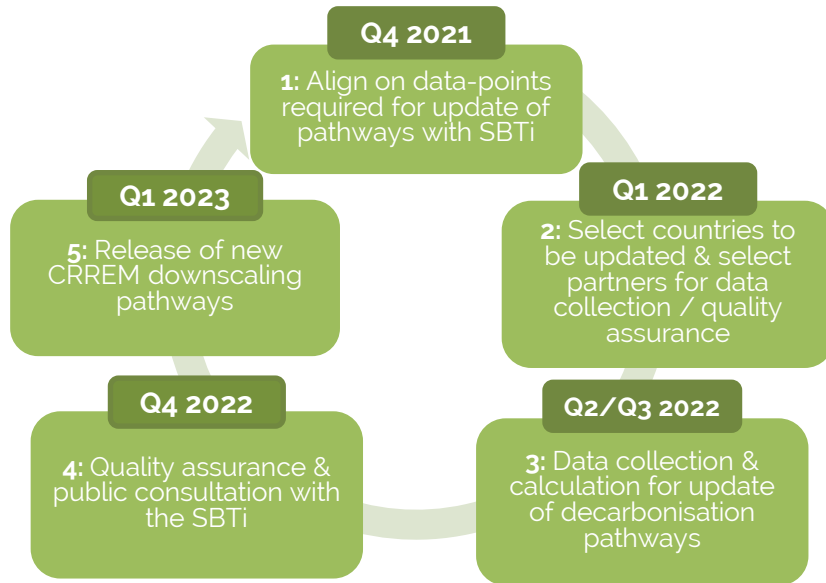 Q4 2021
1: Align on data-points
required for update of
pathways with SBTi
Q1 2022
2: Select countries to
be updated & select
partners for data
collection / quality
assurance
Q2/Q3 2022
3: Data collection &
calculation for update
of decarbonisation
pathways
Q4 2022
4: Quality assurance &
public consultation with
the SBTi
Q1 2023
5: Release of new
CRREM downscaling
pathways